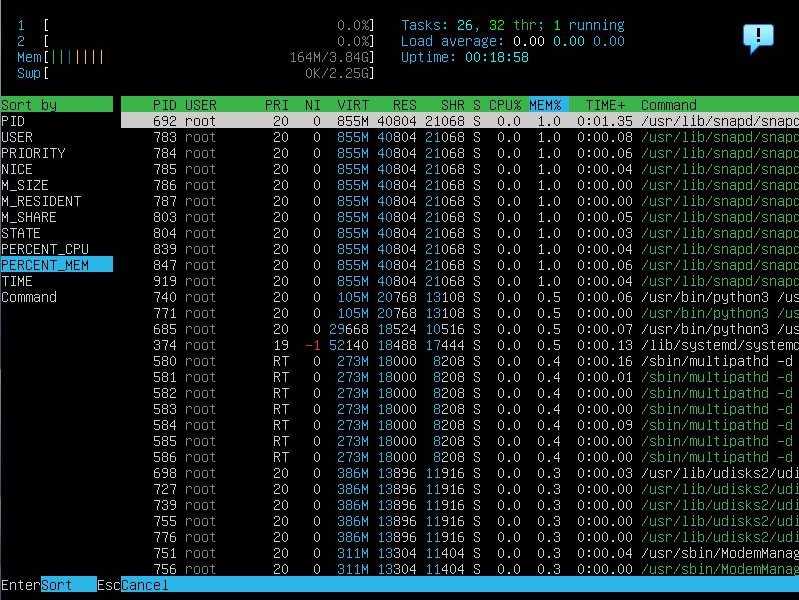 1 [ 0.0%] Tasks: 26, 32 thr; 1 running
2 [ 0.0%] Load average: 0.00 0.00 0.00
Mem[||||||| 164M/3.84G] Uptime: 00:18:58
Swp[ 0K/2.25G]
Sort by PID USER PRI NI VIRT RES SHR S CPU% MEM% TIME+ Command
PID 692 root 20 0 855M 40804 21068 S 0.0 1.0 0:01.35 /usr/lib/snapd/snapd
USER 783 root 20 0 855M 40804 21068 S 0.0 1.0 0:00.08 /usr/lib/snapd/snapd
PRIORITY 784 root 20 0 855M 40804 21068 S 0.0 1.0 0:00.06 /usr/lib/snapd/snapd
NICE 785 root 20 0 855M 40804 21068 S 0.0 1.0 0:00.04 /usr/lib/snapd/snapd
M_SIZE 786 root 20 0 855M 40804 21068 S 0.0 1.0 0:00.00 /usr/lib/snapd/snapd
M_RESIDENT 787 root 20 0 855M 40804 21068 S 0.0 1.0 0:00.00 /usr/lib/snapd/snapd
M_SHARE 803 root 20 0 855M 40804 21068 S 0.0 1.0 0:00.05 /usr/lib/snapd/snapd
STATE 804 root 20 0 855M 40804 21068 S 0.0 1.0 0:00.03 /usr/lib/snapd/snapd
PERCENT_CPU 839 root 20 0 855M 40804 21068 S 0.0 1.0 0:00.04 /usr/lib/snapd/snapd
PERCENT_MEM 847 root 20 0 855M 40804 21068 S 0.0 1.0 0:00.06 /usr/lib/snapd/snapd
TIME 919 root 20 0 855M 40804 21068 S 0.0 1.0 0:00.04 /usr/lib/snapd/snapd
Command 740 root 20 0 105M 20768 13108 S 0.0 0.5 0:00.06 /usr/bin/python3 /us
771 root 20 0 105M 20768 13108 S 0.0 0.5 0:00.00 /usr/bin/python3 /us
685 root 20 0 29668 18524 10516 S 0.0 0.5 0:00.07 /usr/bin/python3 /us
374 root 19 -1 52140 18488 17444 S 0.0 0.5 0:00.13 /lib/systemd/systemd
580 root RT 0 273M 18000 8208 S 0.0 0.4 0:00.16 /sbin/multipathd -d
581 root RT 0 273M 18000 8208 S 0.0 0.4 0:00.01 /sbin/multipathd -d
582 root RT 0 273M 18000 8208 S 0.0 0.4 0:00.00 /sbin/multipathd -d
583 root RT 0 273M 18000 8208 S 0.0 0.4 0:00.00 /sbin/multipathd -d
584 root RT 0 273M 18000 8208 S 0.0 0.4 0:00.09 /sbin/multipathd -d
585 root RT 0 273M 18000 8208 S 0.0 0.4 0:00.00 /sbin/multipathd -d
586 root RT 0 273M 18000 8208 S 0.0 0.4 0:00.00 /sbin/multipathd -d
698 root 20 0 386M 13896 11916 S 0.0 0.3 0:00.03 /usr/lib/udisks2/udi
727 root 20 0 386M 13896 11916 S 0.0 0.3 0:00.00 /usr/lib/udisks2/udi
739 root 20 0 386M 13896 11916 S 0.0 0.3 0:00.00 /usr/lib/udisks2/udi
755 root 20 0 386M 13896 11916 S 0.0 0.3 0:00.00 /usr/lib/udisks2/udi
776 root 20 0 386M 13896 11916 S 0.0 0.3 0:00.00 /usr/lib/udisks2/udi
751 root 20 0 311M 13304 11404 S 0.0 0.3 0:00.04 /usr/sbin/ModemManag
756 root 20 0 311M 13304 11404 S 0.0 0.3 0:00.00 /usr/sbin/ModemManag
EnterSort EscCancel